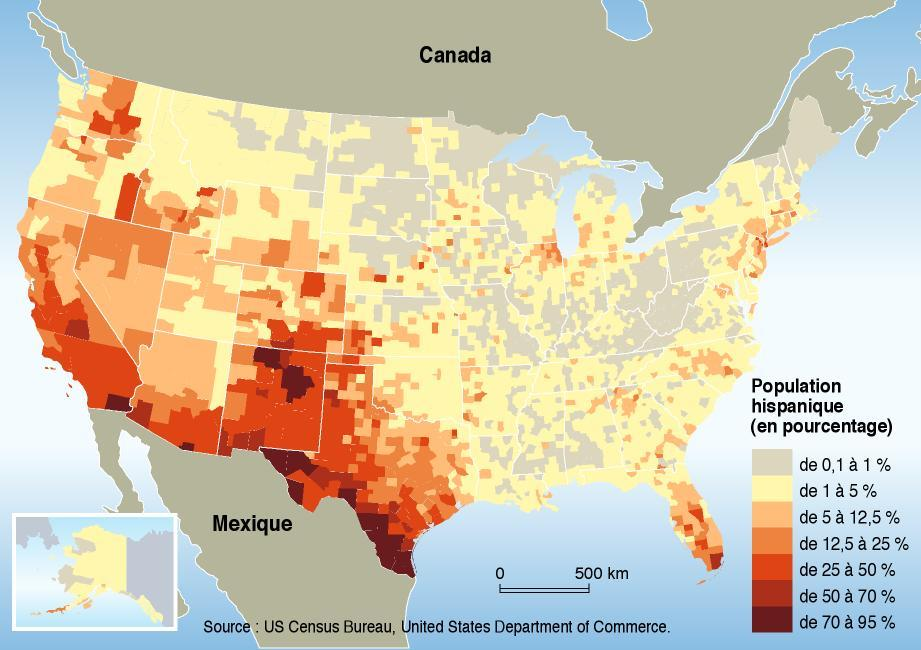 Canada
Mexique
0 500 km
Population
hispanique
(en pourcentage)
de 0,1 à 1 %
de 1 à 5 %
de 5 à 12,5 %
de 12,5 à 25 %
de 25 à 50 %
de 50 à 70 %
de 70 à 95 %
Source : US Census Bureau, United States Department of Commerce.